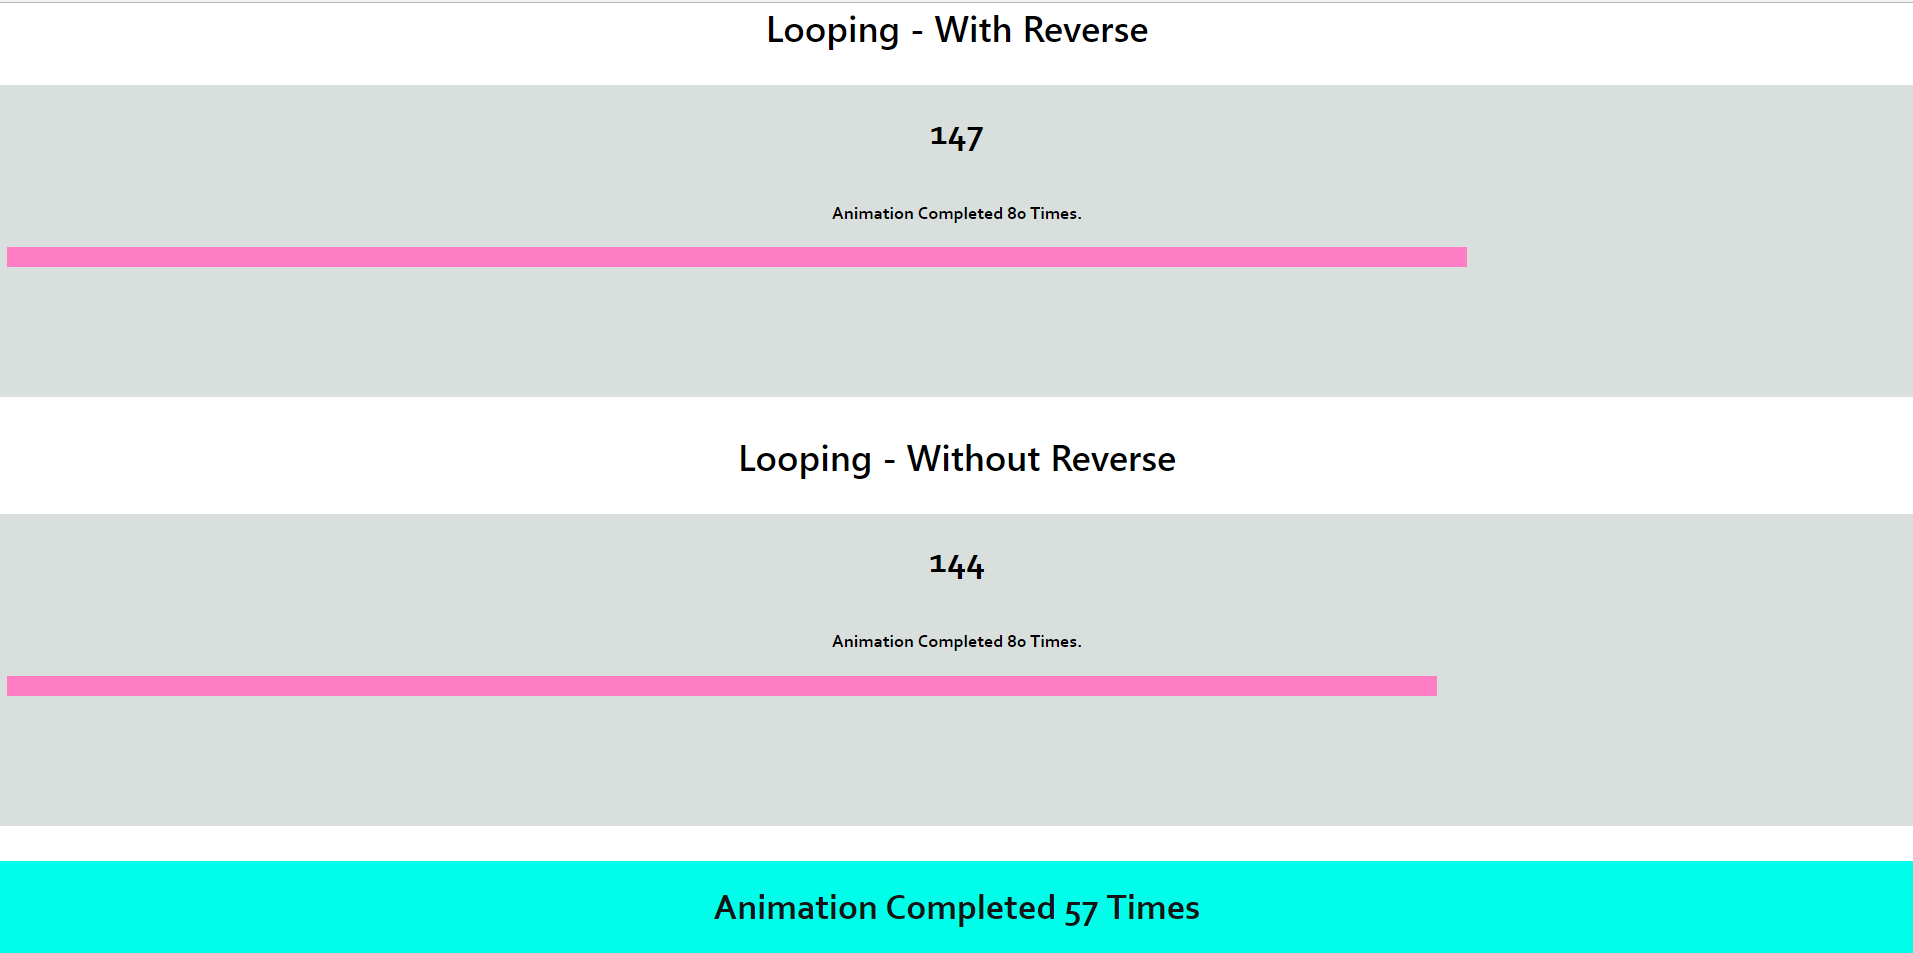 Looping - With Reverse
147
Animation Completed 80 Times.
Looping - Without Reverse
144
Animation Completed 80 Times.
Animation Completed 57 Times